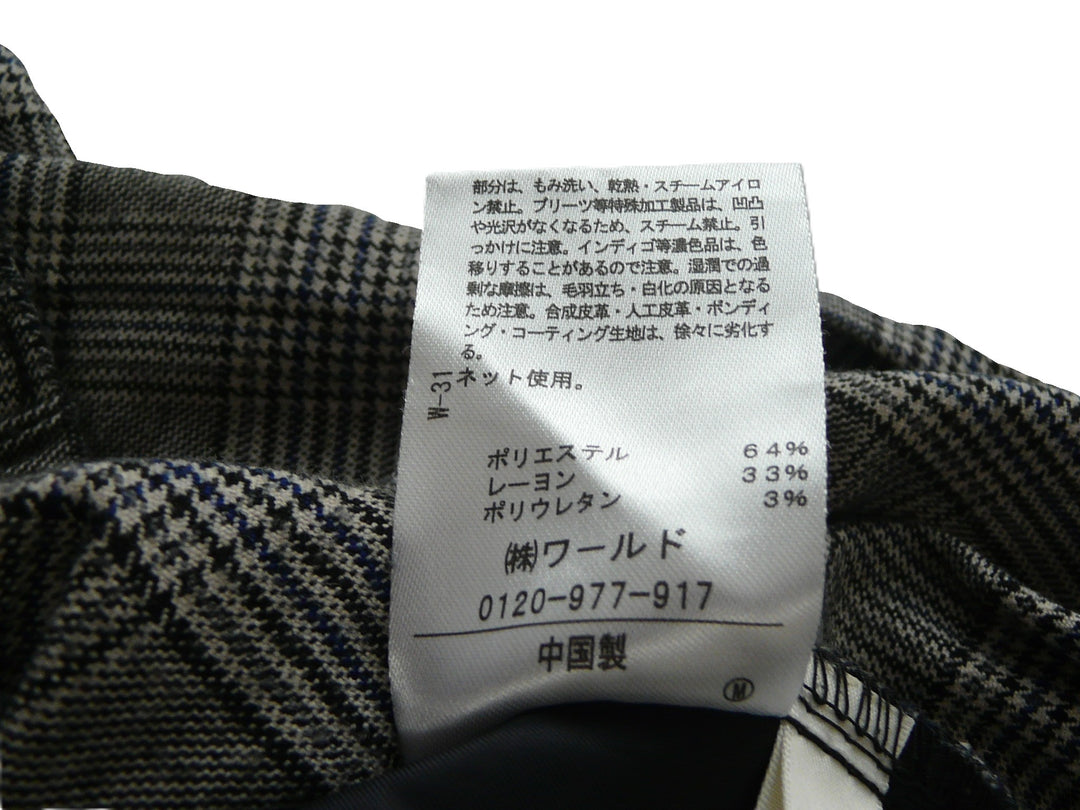 部分は、もみ洗い、乾熱・スチームアイロ
ン禁止。プリーツ等特殊加工製品は、凹凸
や光沢がなくなるため、スチーム禁止。引
っかけに注意。インディゴ等濃色品は、色
移りすることがあるので注意。湿潤での過
剰な摩擦は、毛羽立ち・白化の原因となる
ため注意。合成皮革・人工皮革・ボンディ
ング・コーティング生地は、徐々に劣化す
る。
ネット使用。
W-31
ポリエステル 64%
レーヨン 33%
ポリウレタン 3%
㈱ワールド
0120-977-917
中国製
Ⓜ